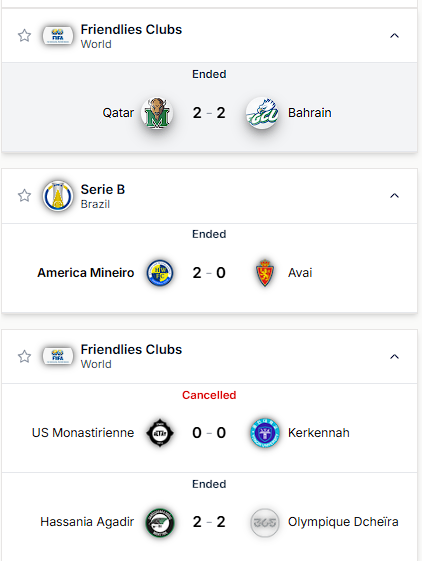 Friendlies Clubs
World
Ended
Qatar 2 - 2 Bahrain
Serie B
Brazil
Ended
America Mineiro 2 - 0 Avai
Friendlies Clubs
World
Cancelled
US Monastirienne 0 - 0 Kerkennah
Ended
Hassania Agadir 2 - 2 Olympique Dcheïra